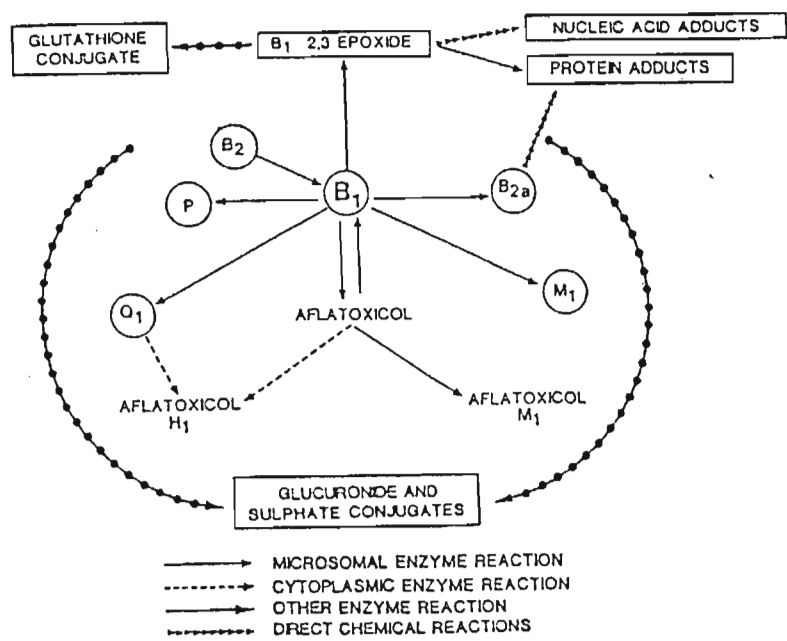 GLUTATHIONE
CONJUGATE
B1 2,3 EPOXIDE
NUCLEIC ACID ADDUCTS
PROTEIN ADDUCTS
B2
P
B1
B2a
Q1
AFLATOXICOL
M1
AFLATOXICOL
H1
AFLATOXICOL
M1
GLUCURONIDE AND
SULPHATE CONJUGATES
MICROSOMAL ENZYME REACTION
CYTOPLASMIC ENZYME REACTION
OTHER ENZYME REACTION
DIRECT CHEMICAL REACTIONS